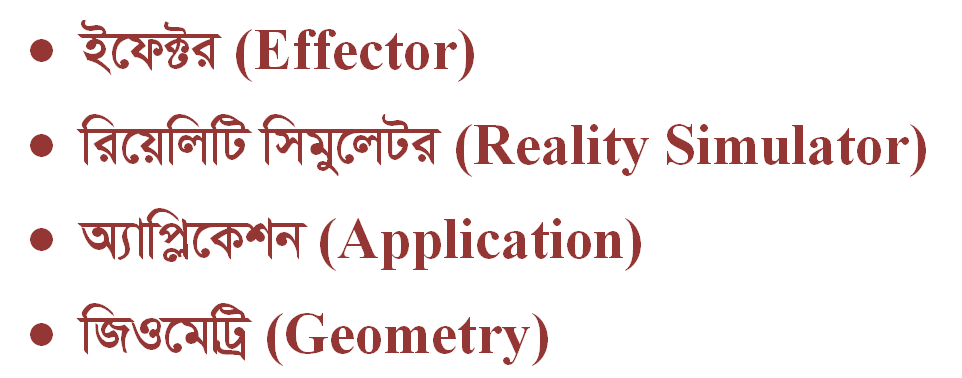 • ইফেক্টর (Effector)
• রিয়েলিটি সিমুলেটর (Reality Simulator)
• অ্যাপ্লিকেশন (Application)
• জিওমেট্রি (Geometry)